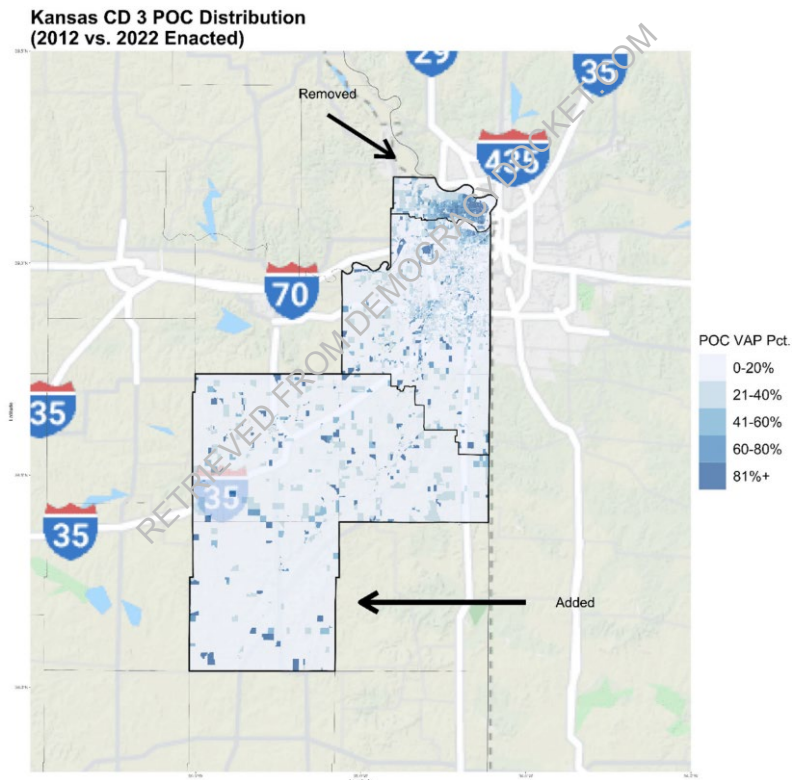 Kansas CD 3 POC Distribution
(2012 vs. 2022 Enacted)
29
35
Removed
435
70
35
35
35
Added
POC VAP Pct.
0-20%
21-40%
41-60%
60-80%
81%+
RETRIEVED FROM DEMOCRACYDOCKET.COM